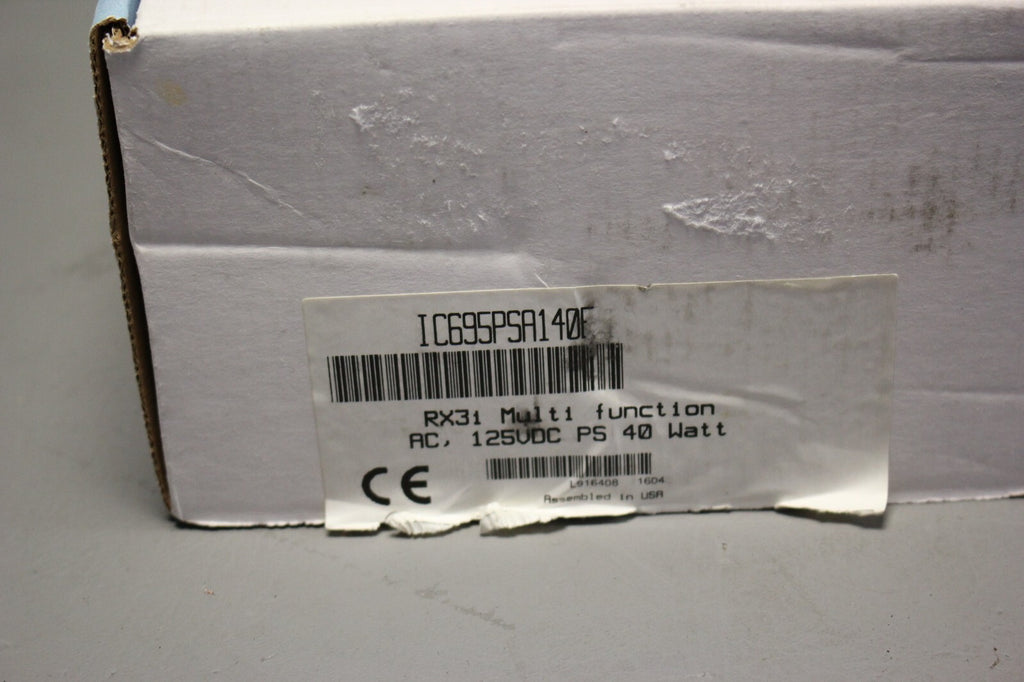 IC695PSA140E
RX3i Multi function
AC, 125VDC PS 40 Watt
CE
L916408 1604
Assembled in USA